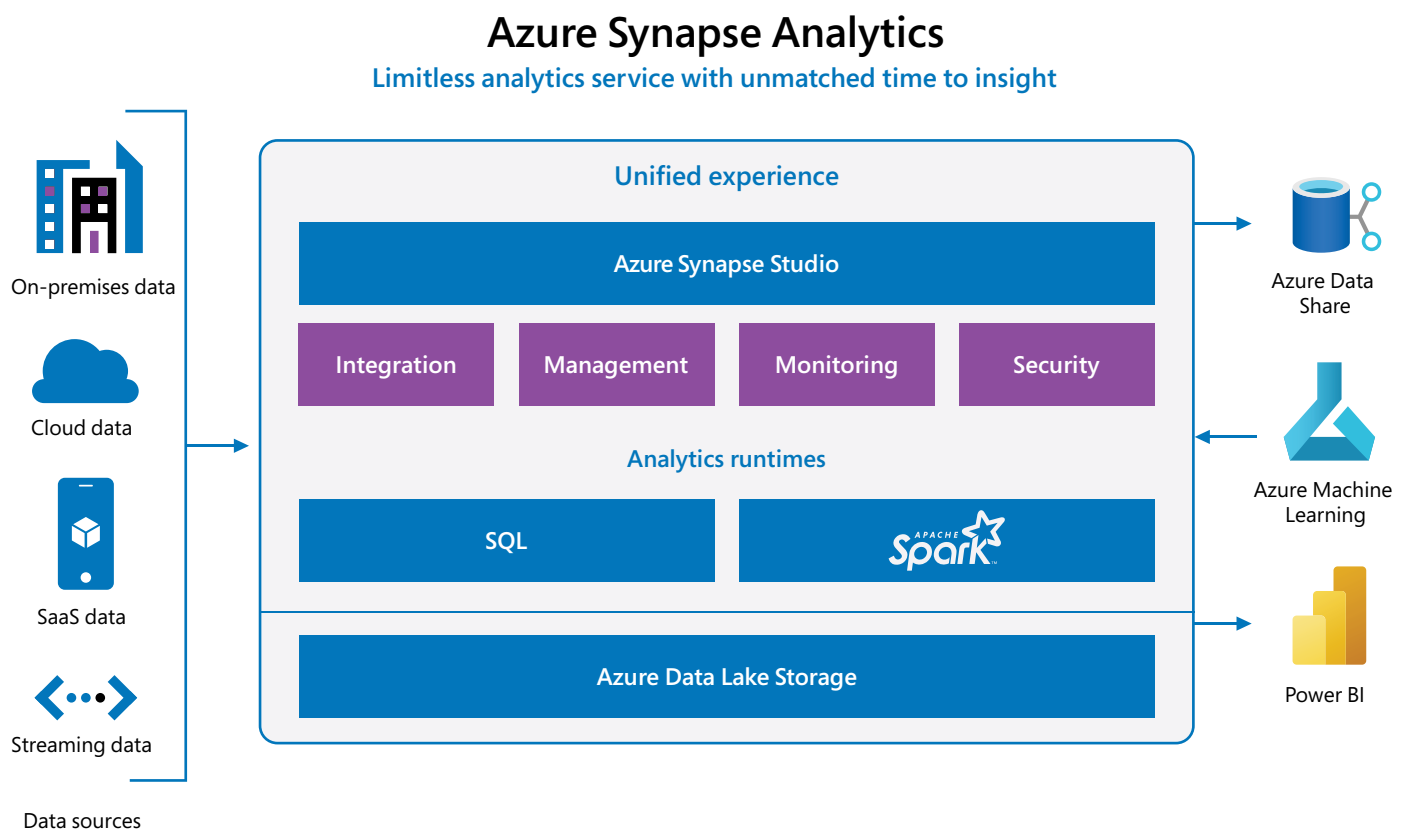 Azure Synapse Analytics
Limitless analytics service with unmatched time to insight
On-premises data
Cloud data
SaaS data
Streaming data
Data sources
Unified experience
Azure Synapse Studio
Integration
Management
Monitoring
Security
Analytics runtimes
SQL
APACHE
Spark™
Azure Data Lake Storage
Azure Data
Share
Azure Machine
Learning
Power BI